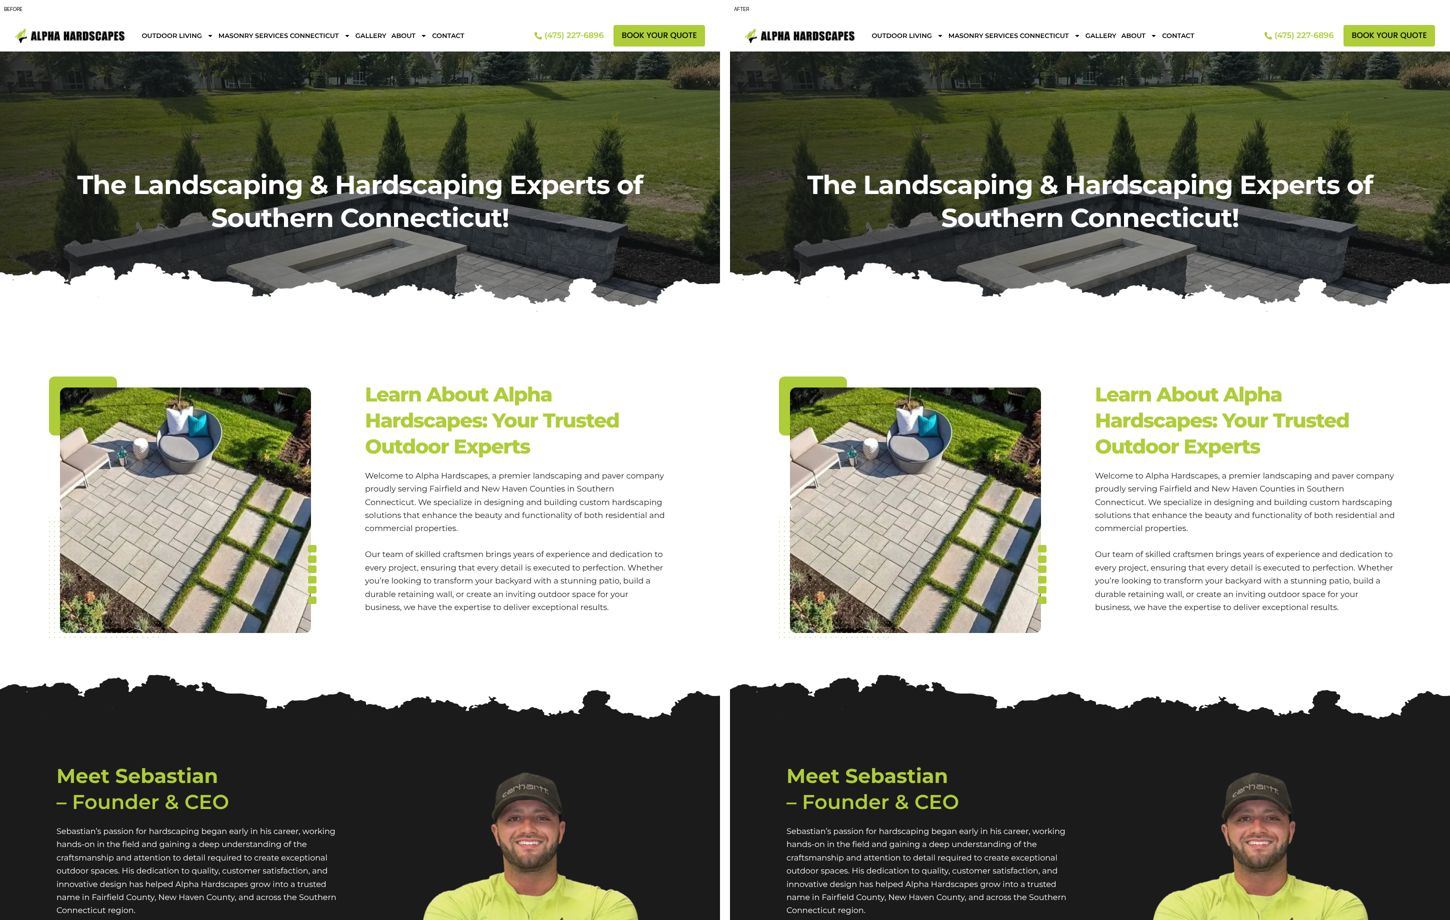 BEFORE
ALPHA HARDSCAPES
OUTDOOR LIVING
MASONRY SERVICES CONNECTICUT
GALLERY
ABOUT
CONTACT
(475) 227-6896
BOOK YOUR QUOTE
The Landscaping & Hardscaping Experts of
Southern Connecticut!
Learn About Alpha
Hardscapes: Your Trusted
Outdoor Experts
Welcome to Alpha Hardscapes, a premier landscaping and paver company
proudly serving Fairfield and New Haven Counties in Southern
Connecticut. We specialize in designing and building custom hardscaping
solutions that enhance the beauty and functionality of both residential and
commercial properties.
Our team of skilled craftsmen brings years of experience and dedication to
every project, ensuring that every detail is executed to perfection. Whether
you’re looking to transform your backyard with a stunning patio, build a
durable retaining wall, or create an inviting outdoor space for your
business, we have the expertise to deliver exceptional results.
Meet Sebastian
– Founder & CEO
Sebastian’s passion for hardscaping began early in his career, working
hands-on in the field and gaining a deep understanding of the
craftsmanship and attention to detail required to create exceptional
outdoor spaces. His dedication to quality, customer satisfaction, and
innovative design has helped Alpha Hardscapes grow into a trusted
name in Fairfield County, New Haven County, and across the Southern
Connecticut region.
carhartt
AFTER
ALPHA HARDSCAPES
OUTDOOR LIVING
MASONRY SERVICES CONNECTICUT
GALLERY
ABOUT
CONTACT
(475) 227-6896
BOOK YOUR QUOTE
The Landscaping & Hardscaping Experts of
Southern Connecticut!
Learn About Alpha
Hardscapes: Your Trusted
Outdoor Experts
Welcome to Alpha Hardscapes, a premier landscaping and paver company
proudly serving Fairfield and New Haven Counties in Southern
Connecticut. We specialize in designing and building custom hardscaping
solutions that enhance the beauty and functionality of both residential and
commercial properties.
Our team of skilled craftsmen brings years of experience and dedication to
every project, ensuring that every detail is executed to perfection. Whether
you’re looking to transform your backyard with a stunning patio, build a
durable retaining wall, or create an inviting outdoor space for your
business, we have the expertise to deliver exceptional results.
Meet Sebastian
– Founder & CEO
Sebastian’s passion for hardscaping began early in his career, working
hands-on in the field and gaining a deep understanding of the
craftsmanship and attention to detail required to create exceptional
outdoor spaces. His dedication to quality, customer satisfaction, and
innovative design has helped Alpha Hardscapes grow into a trusted
name in Fairfield County, New Haven County, and across the Southern
Connecticut region.
carhartt